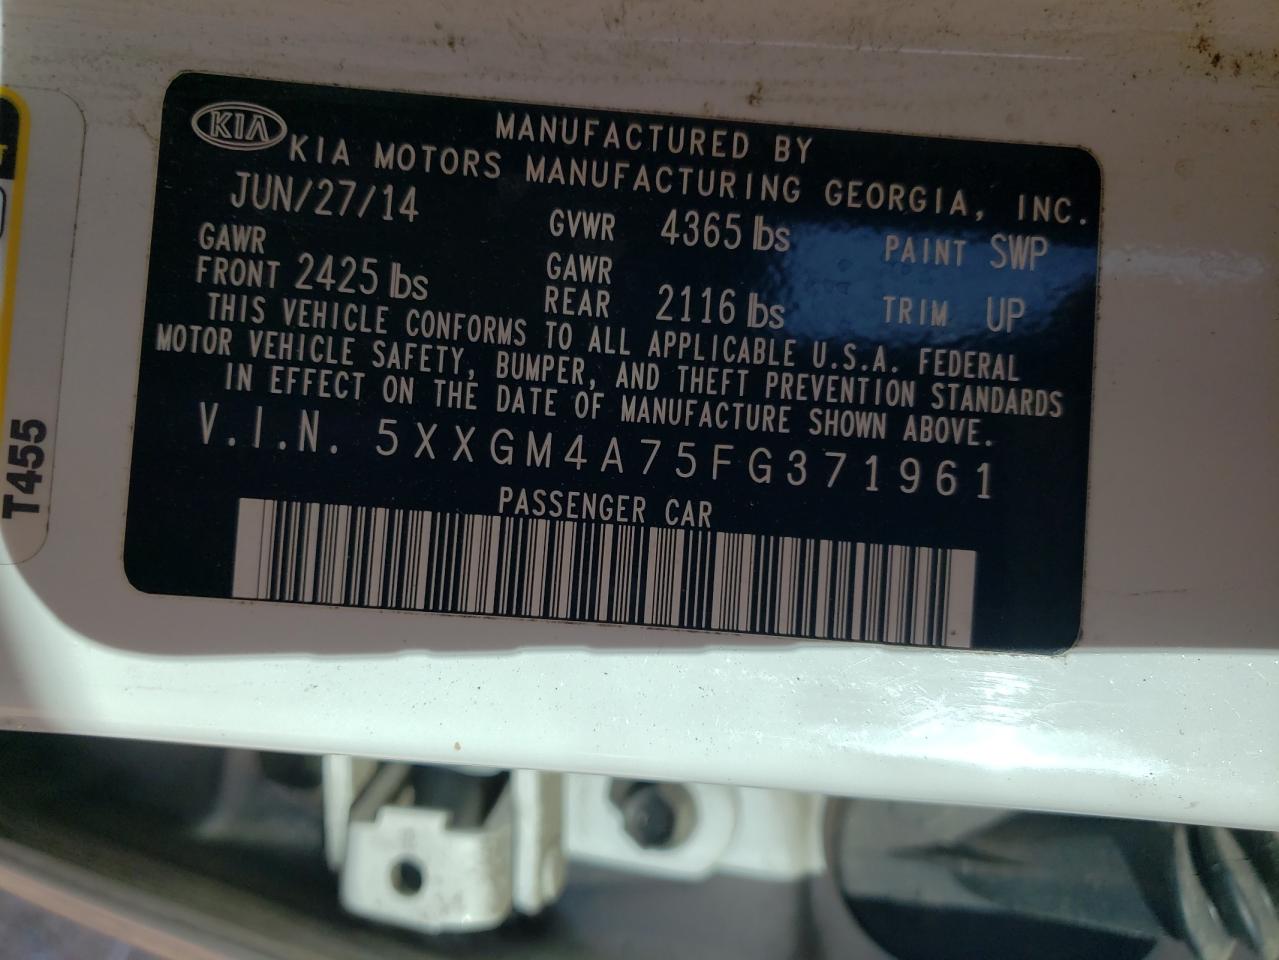 KIA
MANUFACTURED BY
KIA MOTORS MANUFACTURING GEORGIA, INC.
JUN/27/14 GVWR 4365 lbs PAINT SWP
GAWR FRONT 2425 lbs GAWR REAR 2116 lbs TRIM UP
THIS VEHICLE CONFORMS TO ALL APPLICABLE U.S.A. FEDERAL
MOTOR VEHICLE SAFETY, BUMPER, AND THEFT PREVENTION STANDARDS
IN EFFECT ON THE DATE OF MANUFACTURE SHOWN ABOVE.
V.I.N. 5XXGM4A75FG371961
PASSENGER CAR
T455